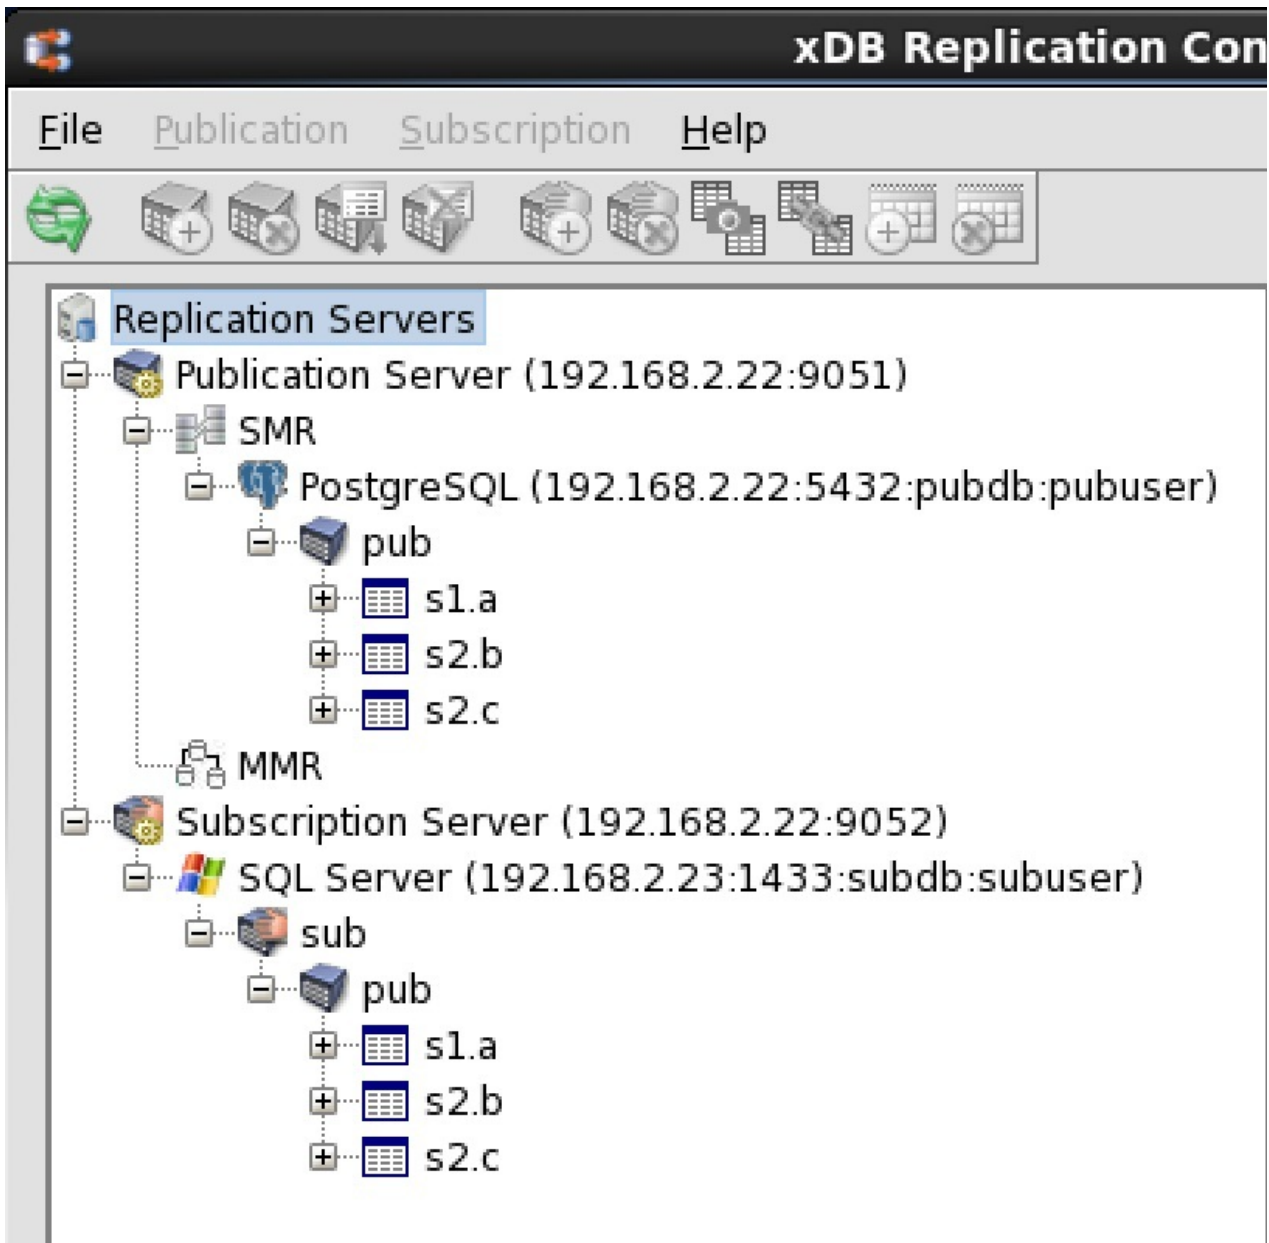 xDB Replication Con
File Publication Subscription Help
Replication Servers
Publication Server (192.168.2.22:9051)
SMR
PostgreSQL (192.168.2.22:5432:pubdb:pubuser)
pub
s1.a
s2.b
s2.c
MMR
Subscription Server (192.168.2.22:9052)
SQL Server (192.168.2.23:1433:subdb:subuser)
sub
pub
s1.a
s2.b
s2.c